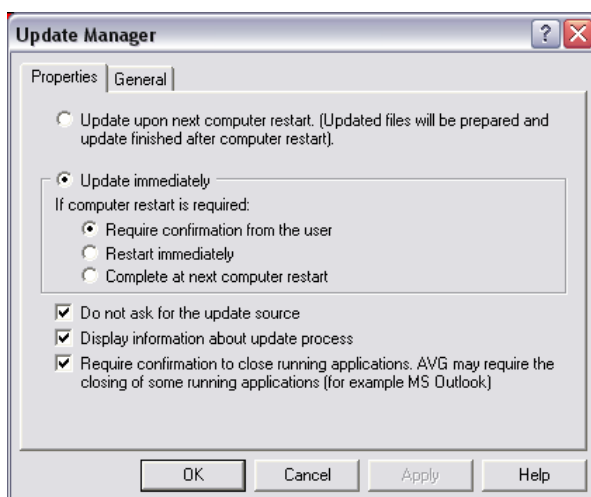 Update Manager
?
Properties General
Update upon next computer restart. (Updated files will be prepared and
update finished after computer restart).
Update immediately
If computer restart is required:
Require confirmation from the user
Restart immediately
Complete at next computer restart
Do not ask for the update source
Display information about update process
Require confirmation to close running applications. AVG may require the
closing of some running applications (for example MS Outlook)
OK Cancel Apply Help